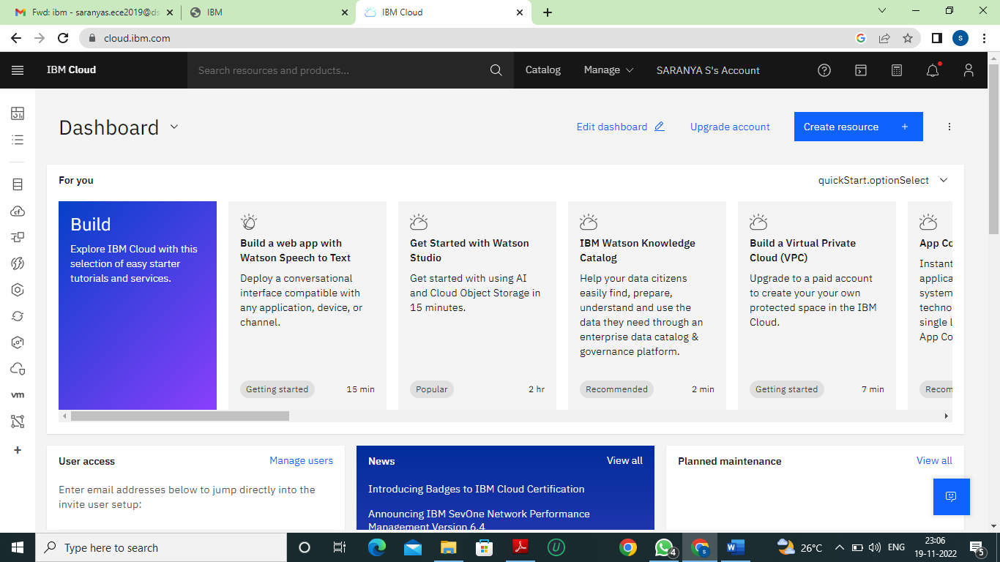 Fwd: ibm - saranyas.ece2019@ds
IBM
IBM Cloud
cloud.ibm.com
S
IBM Cloud
Search resources and products...
Catalog
Manage
SARANYA S's Account
Dashboard
Edit dashboard
Upgrade account
Create resource +
For you
quickStart.optionSelect
Build
Explore IBM Cloud with this
selection of easy starter
tutorials and services.
Build a web app with
Watson Speech to Text
Deploy a conversational
interface compatible with
any application, device, or
channel.
Getting started 15 min
Get Started with Watson
Studio
Get started with using AI
and Cloud Object Storage in
15 minutes.
Popular 2 hr
IBM Watson Knowledge
Catalog
Help your data citizens
easily find, prepare,
understand and use the
data they need through an
enterprise data catalog &
governance platform.
Recommended 2 min
Build a Virtual Private
Cloud (VPC)
Upgrade to a paid account
to create your your own
protected space in the IBM
Cloud.
Getting started 7 min
App Co
Instant
applica
system
techno
single l
App Co
Recom
cf
vm
User access
Manage users
Enter email addresses below to jump directly into the
invite user setup:
News
View all
Introducing Badges to IBM Cloud Certification
Announcing IBM SevOne Network Performance
Management Version 6.4
Planned maintenance
View all
Type here to search
4
S
26°C
ENG
23:06
19-11-2022
5